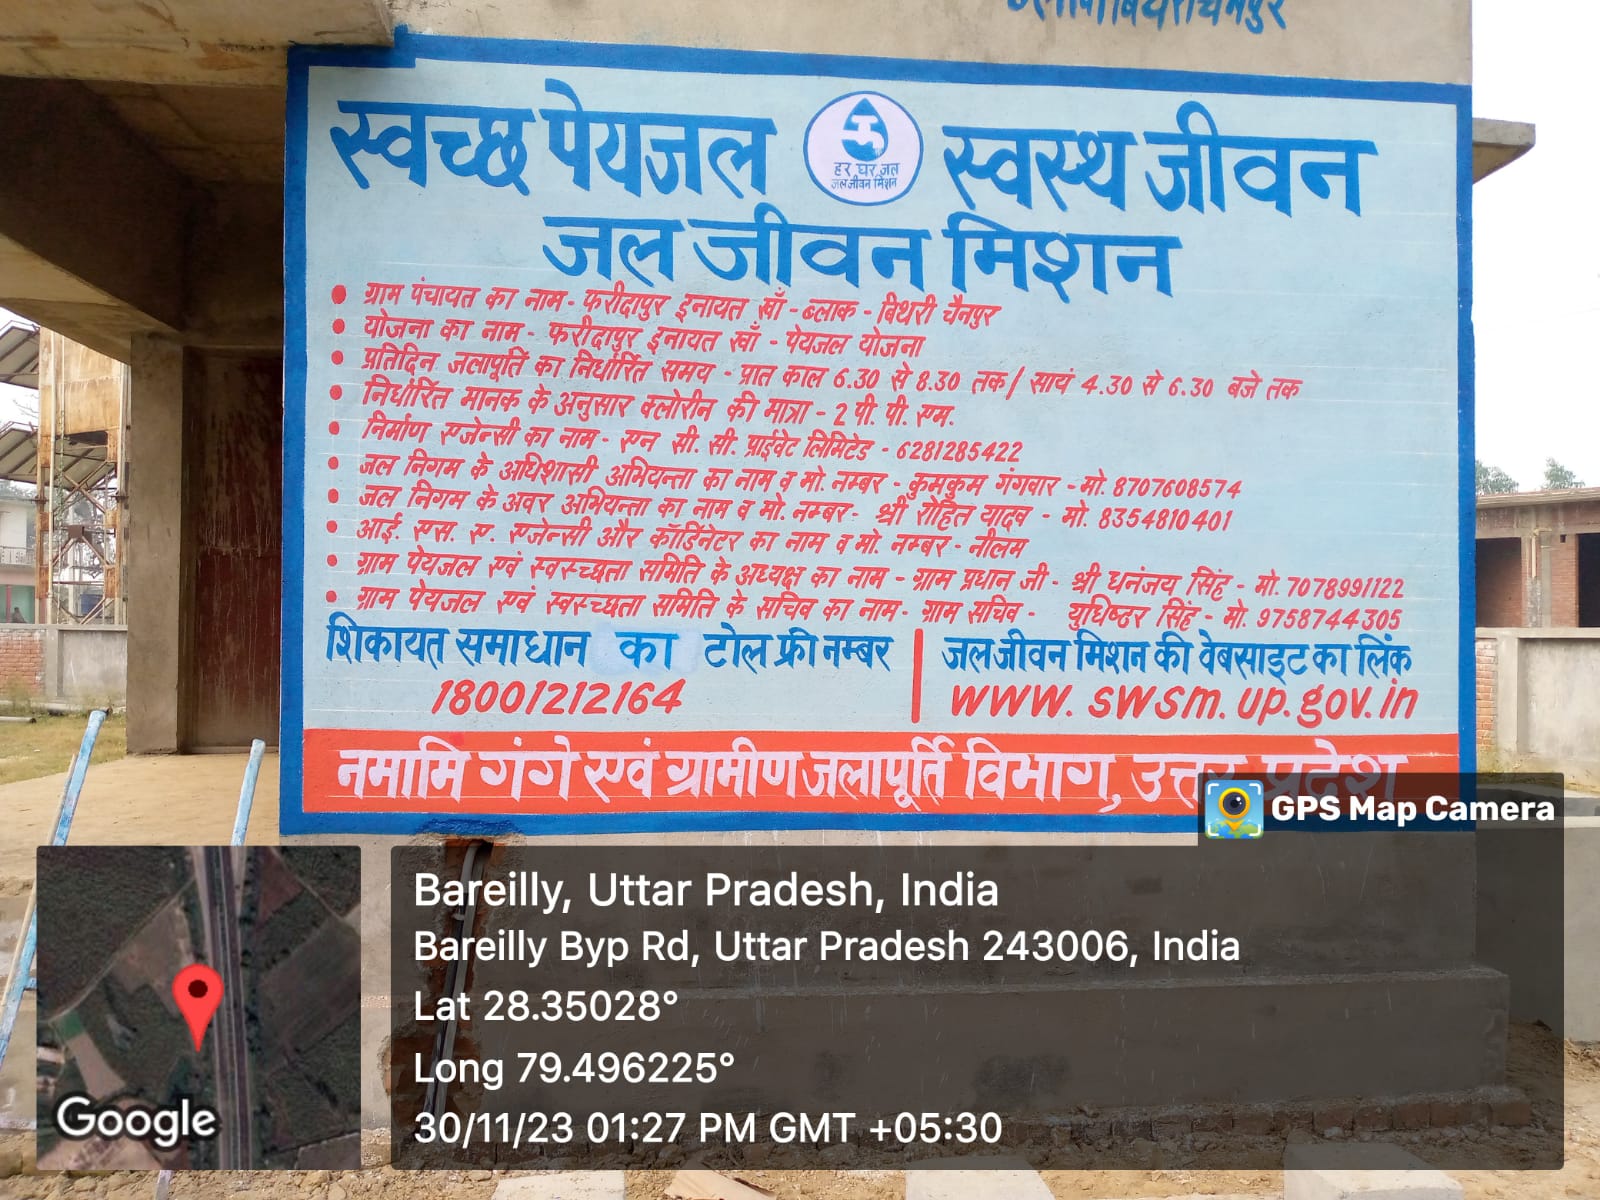 स्वच्छ पेयजल स्वस्थ जीवन
हर घर जल
जल जीवन मिशन
जल जीवन मिशन
• ग्राम पंचायत का नाम - फरीदापुर इनायत खाँ - ब्लाक - बिथरी चैनपुर
• योजना का नाम - फरीदापुर इनायत खाँ - पेयजल योजना
• प्रतिदिन जलापूर्ति का निर्धारित समय - प्रात काल 6.30 से 8.30 तक / सायं 4.30 से 6.30 बजे तक
• निर्धारित मानक के अनुसार क्लोरीन की मात्रा - 2 पी. पी. एम.
• निर्माण एजेन्सी का नाम - एन सी. सी. प्राईवेट लिमिटेड - 6281285422
• जल निगम के अधिशासी अभियन्ता का नाम व मो. नम्बर - कुमकुम गंगवार - मो. 8707608574
• जल निगम के अवर अभियन्ता का नाम व मो. नम्बर - श्री रोहित यादव - मो. 8354810401
• आई. एस. ए. एजेन्सी और कॉर्डिनेटर का नाम व मो. नम्बर - नीलम
• ग्राम पेयजल एवं स्वस्च्छता समिति के अध्यक्ष का नाम - ग्राम प्रधान जी - श्री धनंजय सिंह - मो. 7078991122
• ग्राम पेयजल एवं स्वस्च्छता समिति के सचिव का नाम - ग्राम सचिव - युधिष्टर सिंह - मो. 9758744305
शिकायत समाधान का टोल फ्री नम्बर
18001212164
जल जीवन मिशन की वेबसाइट का लिंक
www.swsm.up.gov.in
नमामि गंगे एवं ग्रामीण जलापूर्ति विभाग, उत्तर प्रदेश
GPS Map Camera
Bareilly, Uttar Pradesh, India
Bareilly Byp Rd, Uttar Pradesh 243006, India
Lat 28.35028°
Long 79.496225°
30/11/23 01:27 PM GMT +05:30
Google